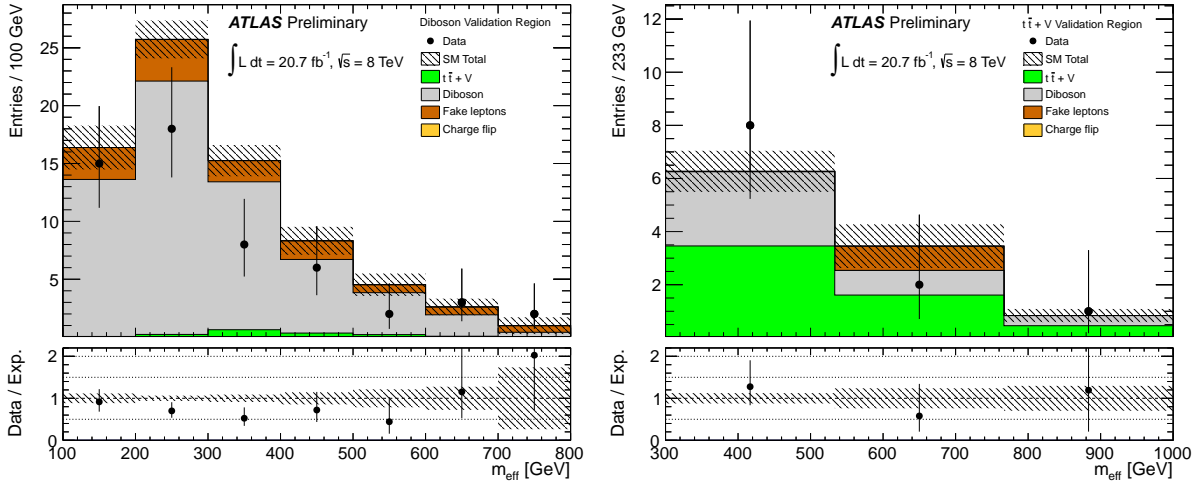 ATLAS Preliminary
∫ L dt = 20.7 fb⁻¹, √s = 8 TeV
Diboson Validation Region
Data
SM Total
t t̄ + V
Diboson
Fake leptons
Charge flip
Entries / 100 GeV
25
20
15
10
5
Data / Exp.
2
1
0
100 200 300 400 500 600 700 800
m_eff [GeV]
ATLAS Preliminary
∫ L dt = 20.7 fb⁻¹, √s = 8 TeV
t t̄ + V Validation Region
Data
SM Total
t t̄ + V
Diboson
Fake leptons
Charge flip
Entries / 233 GeV
12
10
8
6
4
2
Data / Exp.
2
1
0
300 400 500 600 700 800 900 1000
m_eff [GeV]